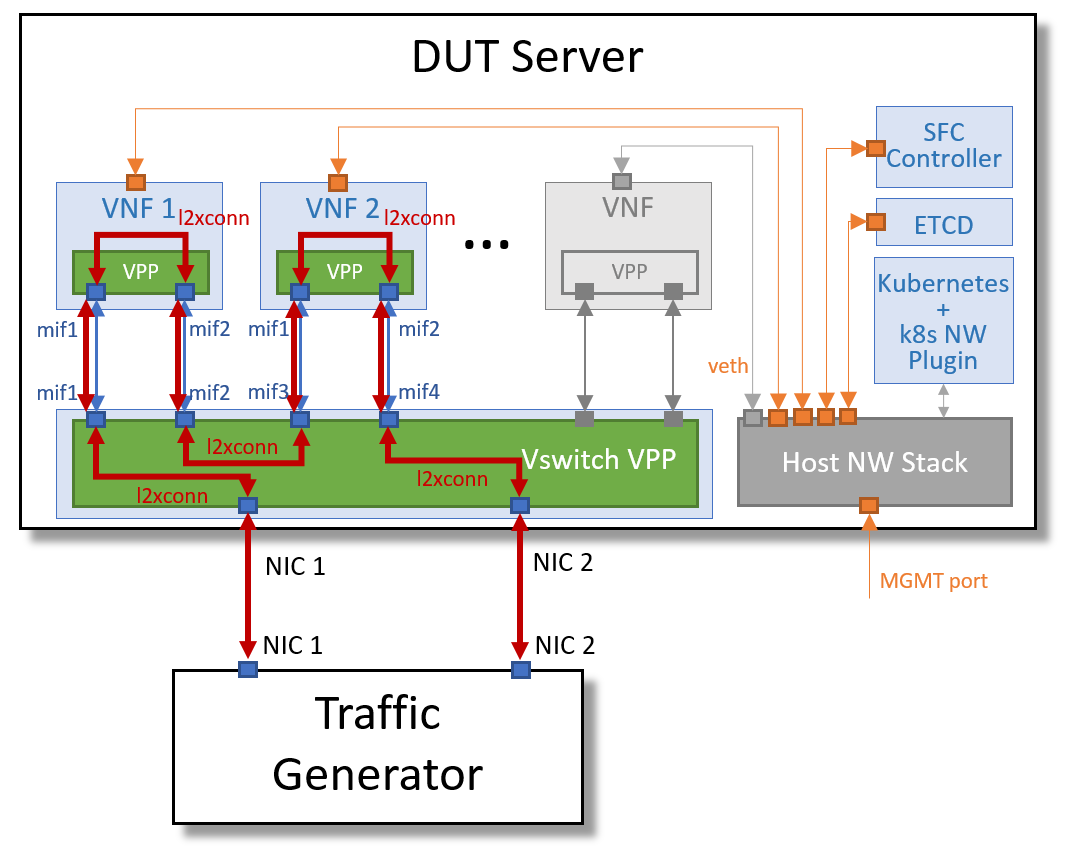 DUT Server
SFC
Controller
ETCD
Kubernetes
+
k8s NW
Plugin
VNF 1
l2xconn
VPP
VNF 2
l2xconn
VPP
...
VNF
VPP
mif1
mif2
mif1
mif2
mif1
mif2
mif3
mif4
veth
l2xconn
l2xconn
l2xconn
Vswitch VPP
Host NW Stack
NIC 1
NIC 2
MGMT port
NIC 1
NIC 2
Traffic
Generator